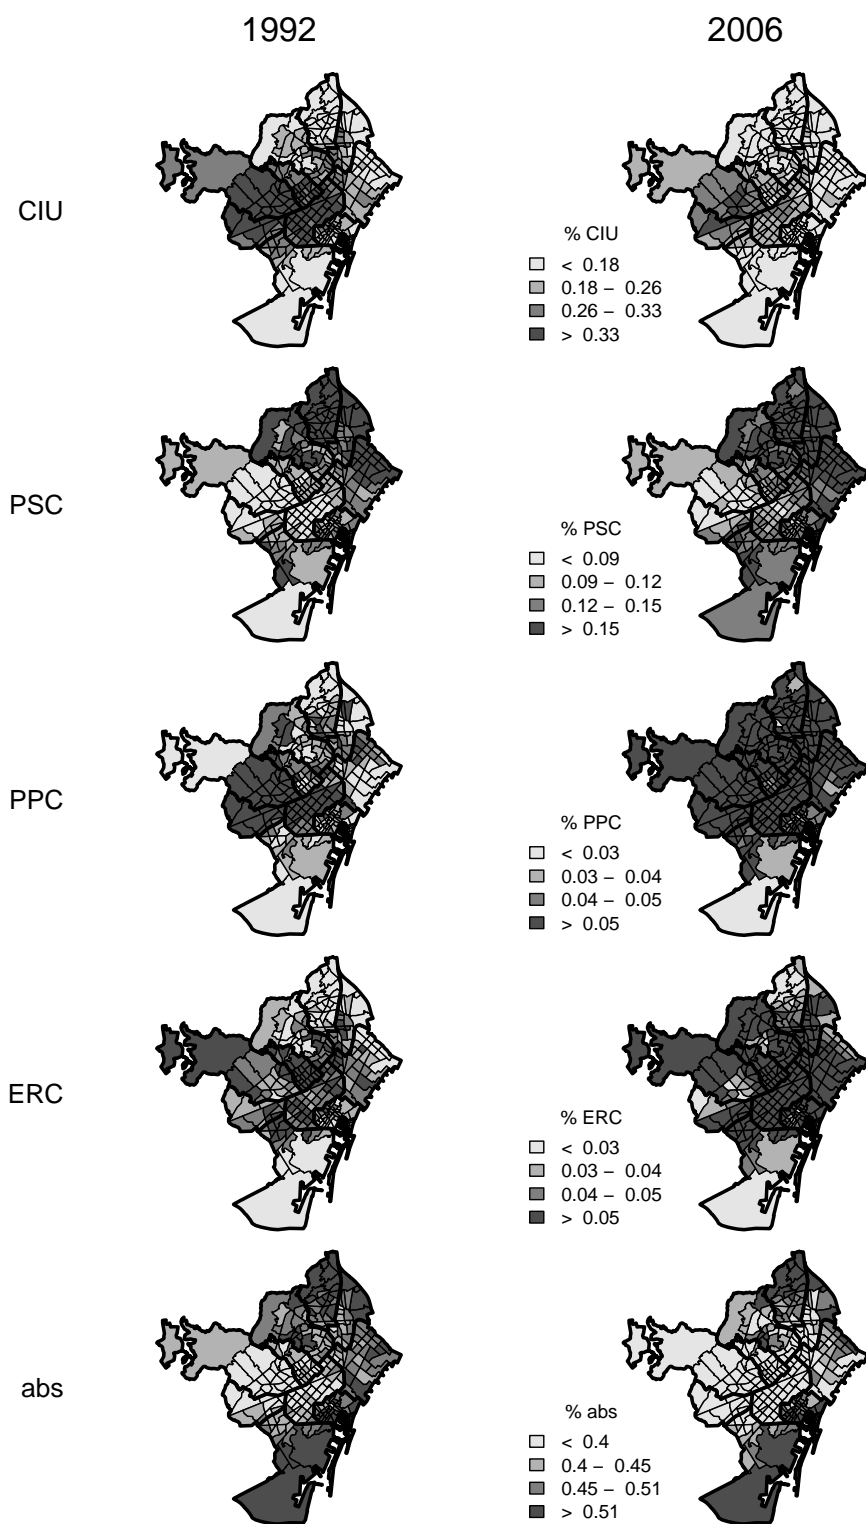 1992
2006
CIU
% CIU
< 0.18
0.18 − 0.26
0.26 − 0.33
> 0.33
PSC
% PSC
< 0.09
0.09 − 0.12
0.12 − 0.15
> 0.15
PPC
% PPC
< 0.03
0.03 − 0.04
0.04 − 0.05
> 0.05
ERC
% ERC
< 0.03
0.03 − 0.04
0.04 − 0.05
> 0.05
abs
% abs
< 0.4
0.4 − 0.45
0.45 − 0.51
> 0.51